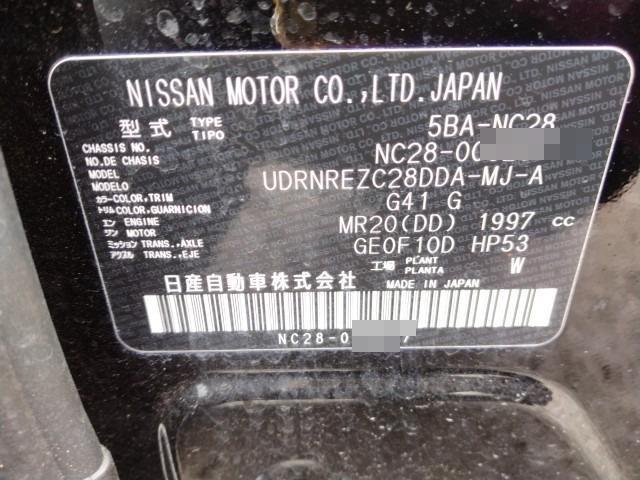 NISSAN MOTOR CO.,LTD.JAPAN
型式 TYPE TIPO 5BA-NC28
CHASSIS NO. NO.DE CHASIS NC28-0
MODEL MODELO UDRNREZC28DDA-MJ-A
カラー COLOR,TRIM トリム COLOR,GUARNICION G41 G
エン ENGINE ジン MOTOR MR20(DD) 1997 CC
ミッション TRANS.,AXLE アクスル TRANS.,EJE GE0F10D HP53
工場 PLANT PLANTA W
日産自動車株式会社 MADE IN JAPAN
NC28-0 7